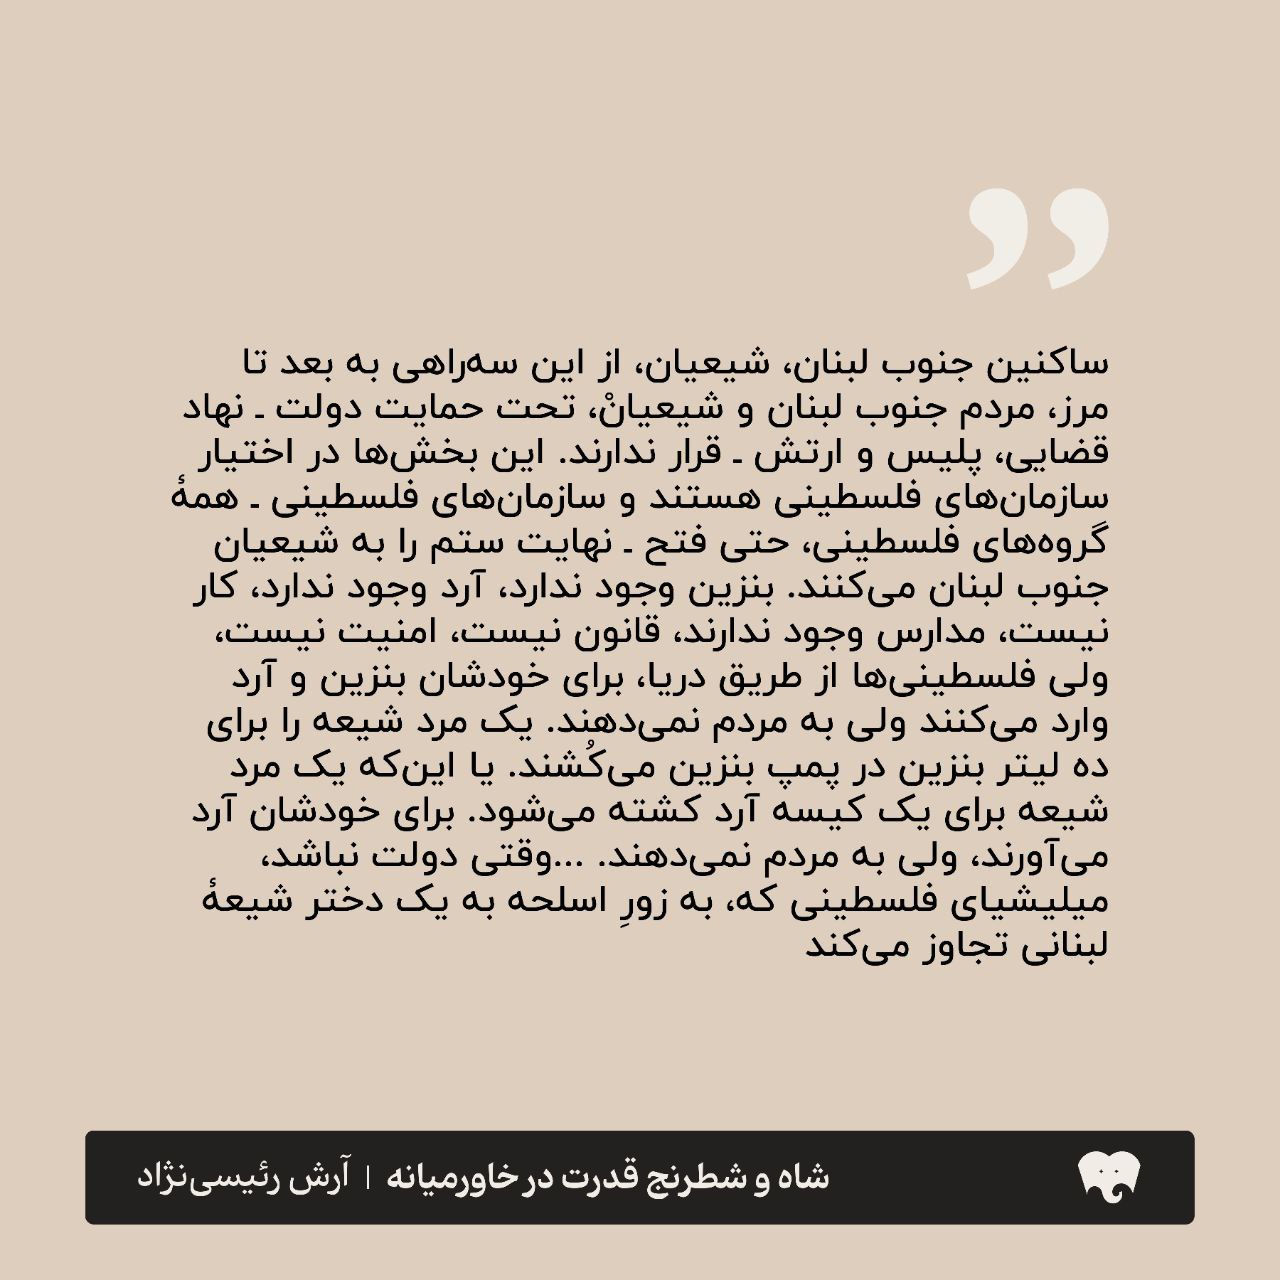 ”
ساکنین جنوب لبنان، شیعیان، از این سه‌راهی به بعد تا
مرز، مردم جنوب لبنان و شیعیانْ، تحت حمایت دولت ـ نهاد
قضایی، پلیس و ارتش ـ قرار ندارند. این بخش‌ها در اختیار
سازمان‌های فلسطینی هستند و سازمان‌های فلسطینی ـ همهٔ
گروه‌های فلسطینی، حتی فتح ـ نهایت ستم را به شیعیان
جنوب لبنان می‌کنند. بنزین وجود ندارد، آرد وجود ندارد، کار
نیست، مدارس وجود ندارند، قانون نیست، امنیت نیست،
ولی فلسطینی‌ها از طریق دریا، برای خودشان بنزین و آرد
وارد می‌کنند ولی به مردم نمی‌دهند. یک مرد شیعه را برای
ده لیتر بنزین در پمپ بنزین می‌کُشند. یا این‌که یک مرد
شیعه برای یک کیسه آرد کشته می‌شود. برای خودشان آرد
می‌آورند، ولی به مردم نمی‌دهند. ...وقتی دولت نباشد،
میلیشیای فلسطینی که، به زورِ اسلحه به یک دختر شیعهٔ
لبنانی تجاوز می‌کند
شاه و شطرنج قدرت در خاورمیانه | آرش رئیسی‌نژاد